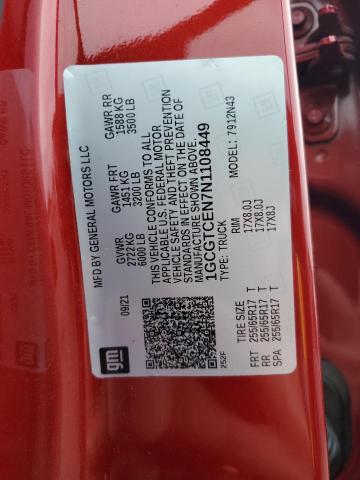 MFD BY GENERAL MOTORS LLC
09/21
GVWR
2722 KG
6000 LB
GAWR FRT
1451 KG
3200 LB
GAWR RR
1588 KG
3500 LB
THIS VEHICLE CONFORMS TO ALL
APPLICABLE U.S. FEDERAL MOTOR
VEHICLE SAFETY AND THEFT PREVENTION
STANDARDS IN EFFECT ON THE DATE OF
MANUFACTURE SHOWN ABOVE.
1GCGTCEN7N1108449
TYPE: TRUCK
7912N43
gm
252F
TIRE SIZE
RIM
FRT 255/65R17 T
17X8.0J
RR 255/65R17 T
17X8.0J
SPA 255/65R17 T
17X8J